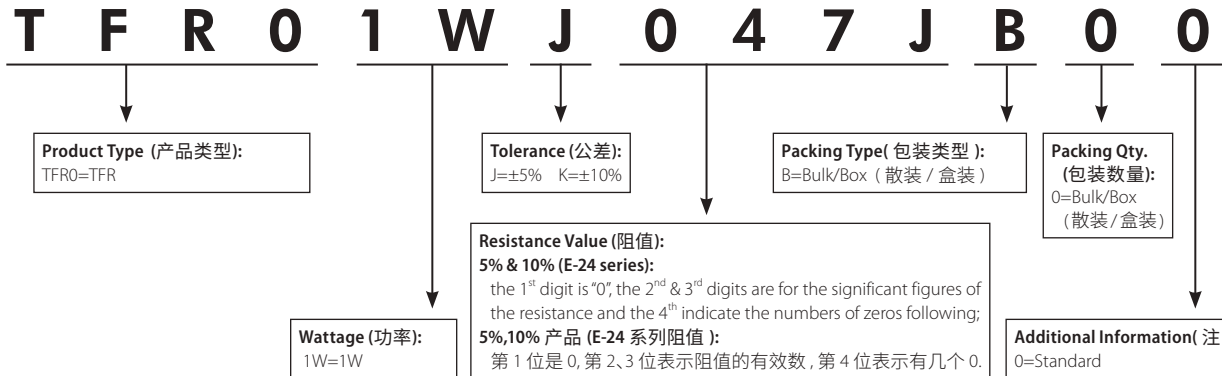 T F R 0 1 W J 0 4 7 J B 0 0
Product Type (产品类型):
TFR0=TFR
Tolerance (公差):
J=±5% K=±10%
Packing Type( 包装类型 ):
B=Bulk/Box ( 散装 / 盒装 )
Packing Qty.
(包装数量):
0=Bulk/Box
(散装/盒装)
Resistance Value (阻值):
5% & 10% (E-24 series):
the 1st digit is “0”, the 2nd & 3rd digits are for the significant figures of
the resistance and the 4th indicate the numbers of zeros following;
5%,10% 产品 (E-24 系列阻值 ):
第 1 位是 0, 第 2、3 位表示阻值的有效数 , 第 4 位表示有几个 0.
Wattage (功率):
1W=1W
Additional Information( 注
0=Standard